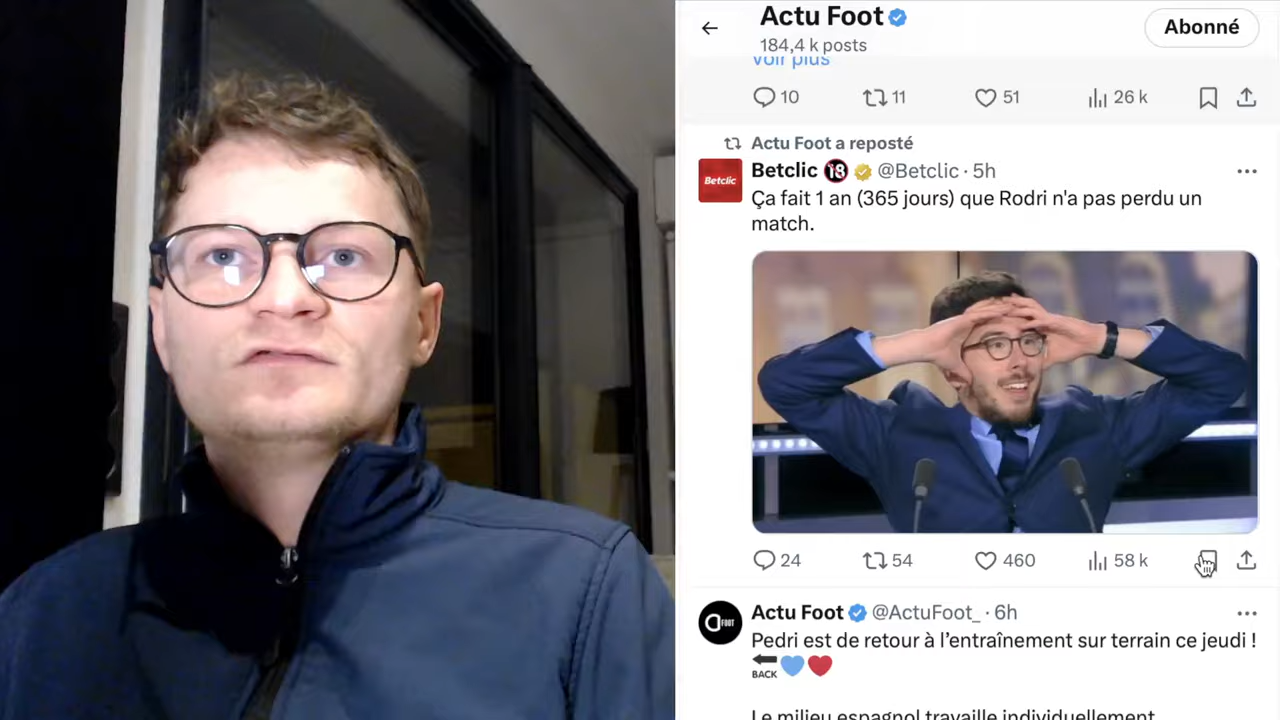 Actu Foot
Abonné
184,4 k posts
Voir plus
10
11
51
26 k
Actu Foot a reposté
Betclic
Betclic 18 @Betclic · 5h
Ça fait 1 an (365 jours) que Rodri n'a pas perdu un
match.
24
54
460
58 k
FOOT
Actu Foot @ActuFoot_ · 6h
Pedri est de retour à l’entraînement sur terrain ce jeudi !
BACK
Le milieu espagnol travaille individuellement